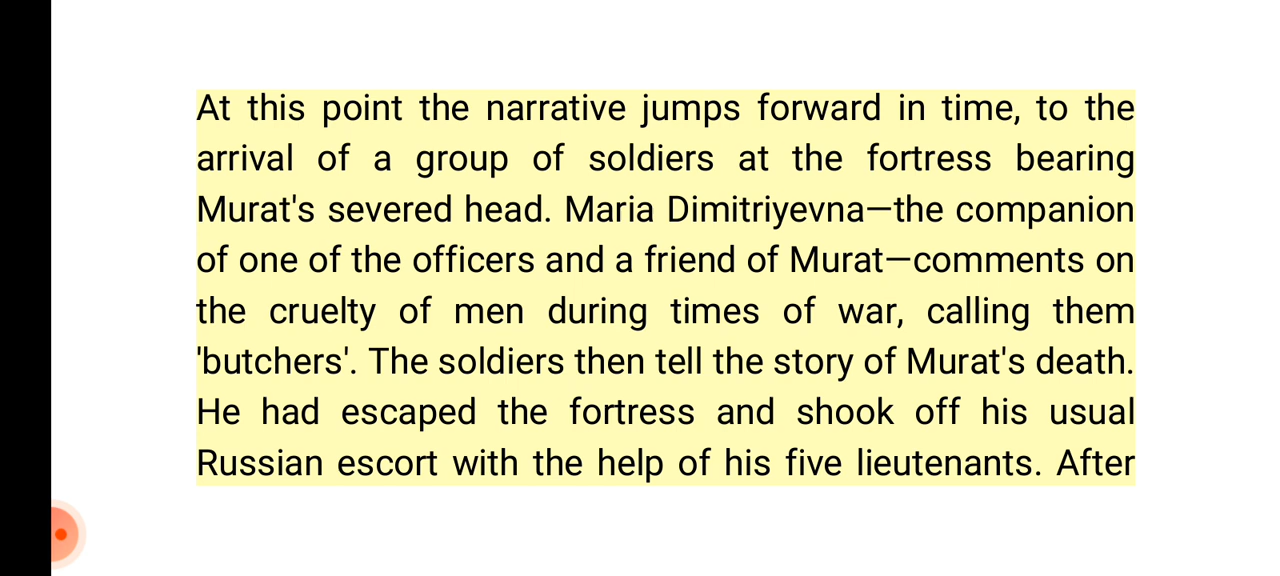 At this point the narrative jumps forward in time, to the
arrival of a group of soldiers at the fortress bearing
Murat's severed head. Maria Dimitriyevna—the companion
of one of the officers and a friend of Murat—comments on
the cruelty of men during times of war, calling them
'butchers'. The soldiers then tell the story of Murat's death.
He had escaped the fortress and shook off his usual
Russian escort with the help of his five lieutenants. After